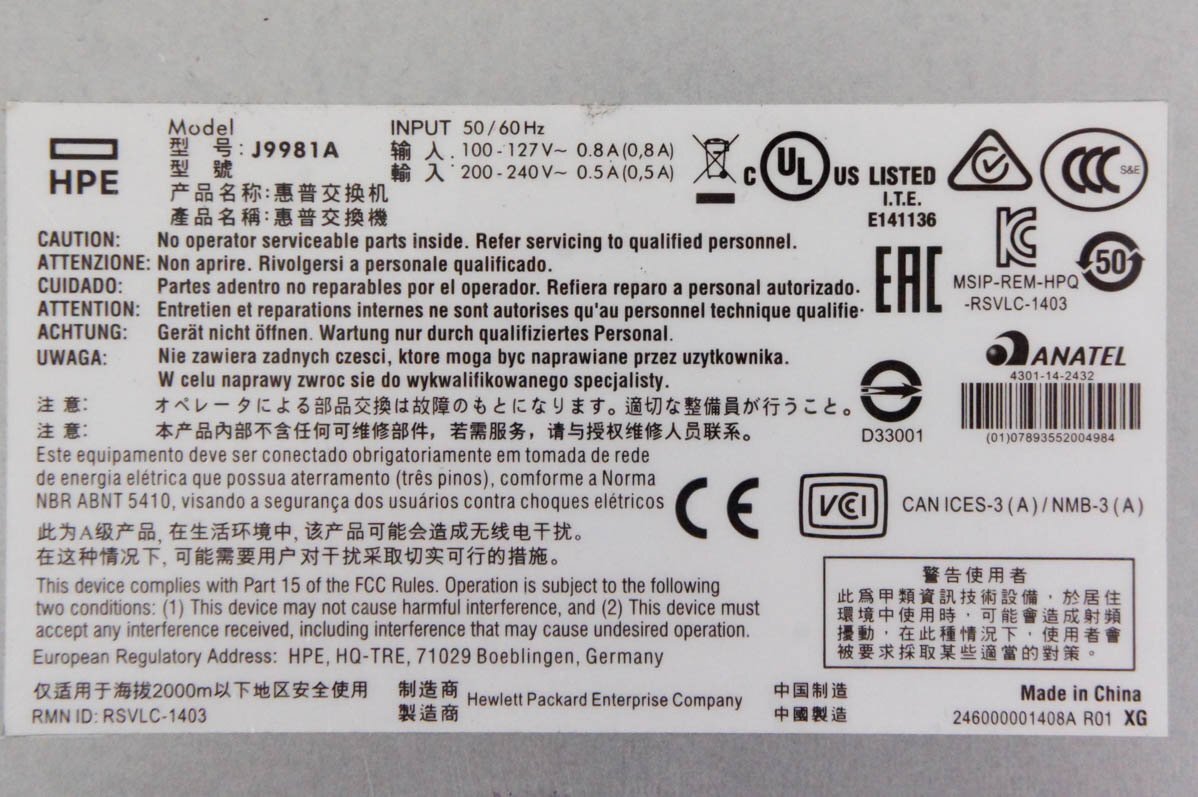 HPE
Model
型 号: J9981A
型 號
产品名称:惠普交换机
產品名稱:惠普交換機
INPUT 50/60Hz
输 入 : 100-127V~ 0.8A(0,8A)
輸 入 200-240V~ 0.5A(0,5A)
C UL US LISTED
I.T.E.
E141136
CCC S&E
CAUTION: No operator serviceable parts inside. Refer servicing to qualified personnel.
ATTENZIONE: Non aprire. Rivolgersi a personale qualificado.
CUIDADO: Partes adentro no reparables por el operador. Refiera reparo a personal autorizado.
ATTENTION: Entretien et reparations internes ne sont autorises qu'au personnel technique qualifie.
ACHTUNG: Gerät nicht öffnen. Wartung nur durch qualifiziertes Personal.
UWAGA: Nie zawiera zadnych czesci, ktore moga byc naprawiane przez uzytkownika.
W celu naprawy zwroc sie do wykwalifikowanego specjalisty.
注 意: オペレータによる部品交換は故障のもとになります。適切な整備員が行うこと。
注 意: 本产品内部不含任何可维修部件，若需服务，请与授权维修人员联系。
EAC
KC
MSIP-REM-HPQ
-RSVLC-1403
50
ANATEL
4301-14-2432
(01)07893552004984
D33001
Este equipamento deve ser conectado obrigatoriamente em tomada de rede
de energia elétrica que possua aterramento (três pinos), comforme a Norma
NBR ABNT 5410, visando a segurança dos usuários contra choques elétricos
CE
VCI
CAN ICES-3 (A) / NMB-3 (A)
此为A级产品, 在生活环境中, 该产品可能会造成无线电干扰。
在这种情况下, 可能需要用户对干扰采取切实可行的措施。
This device complies with Part 15 of the FCC Rules. Operation is subject to the following
two conditions: (1) This device may not cause harmful interference, and (2) This device must
accept any interference received, including interference that may cause undesired operation.
European Regulatory Address: HPE, HQ-TRE, 71029 Boeblingen, Germany
警告使用者
此為甲類資訊技術設備，於居住
環境中使用時，可能會造成射頻
擾動，在此種情況下，使用者會
被要求採取某些適當的對策。
仅适用于海拔2000m以下地区安全使用
RMN ID: RSVLC-1403
制造商
製造商
Hewlett Packard Enterprise Company
中国制造
中國製造
Made in China
246000001408A R01 XG